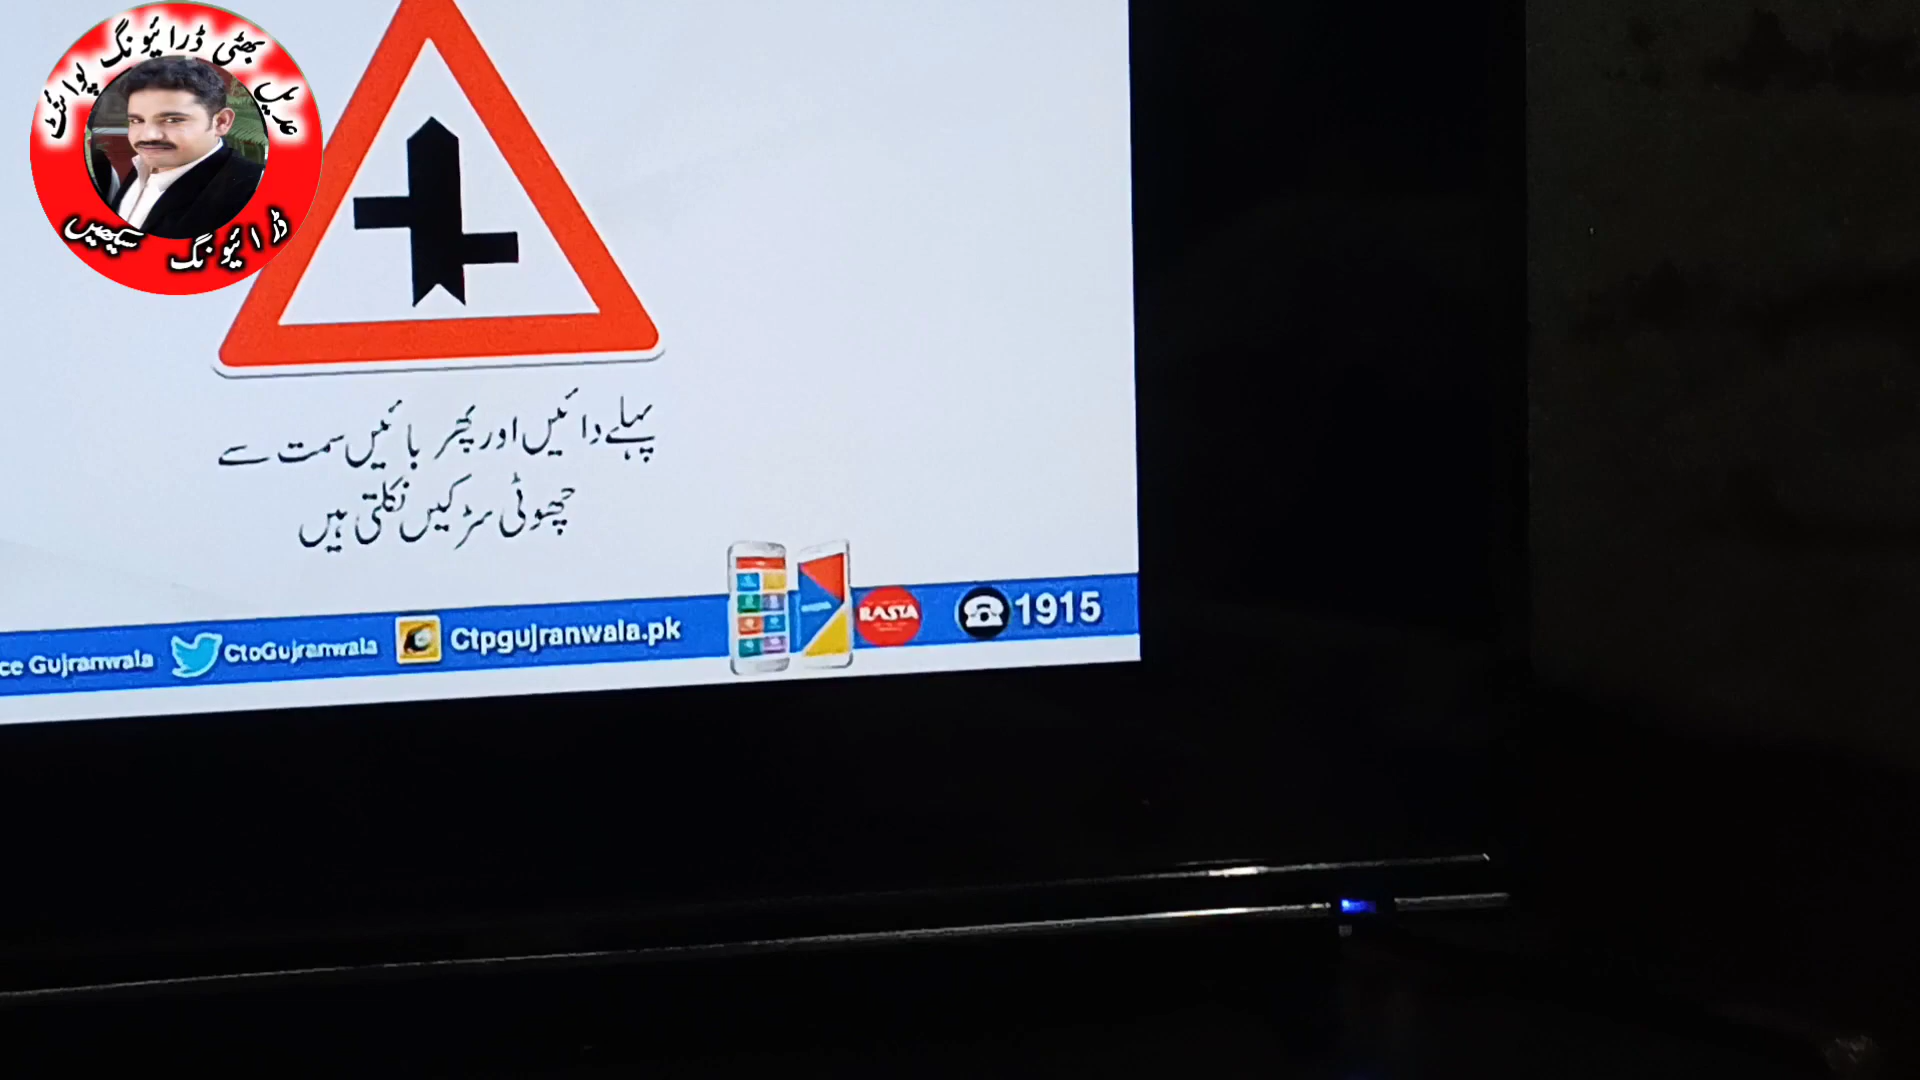 عدیل بھٹی ڈرائیونگ پوائنٹ
ڈرائیونگ سیکھیں
پہلے دائیں اور پھر بائیں سمت سے
چھوٹی سڑکیں نکلتی ہیں
ce Gujranwala CtoGujranwala Ctpgujranwala.pk RASTA 1915